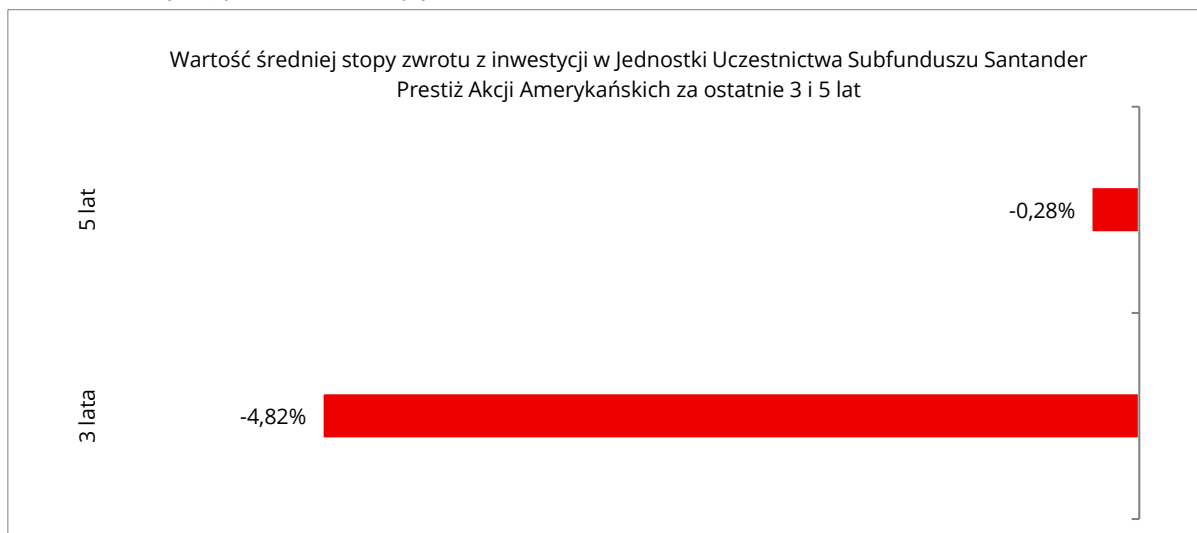 Wartość średniej stopy zwrotu z inwestycji w Jednostki Uczestnictwa Subfunduszu Santander
Prestiż Akcji Amerykańskich za ostatnie 3 i 5 lat
5 lat
-0,28%
3 lata
-4,82%